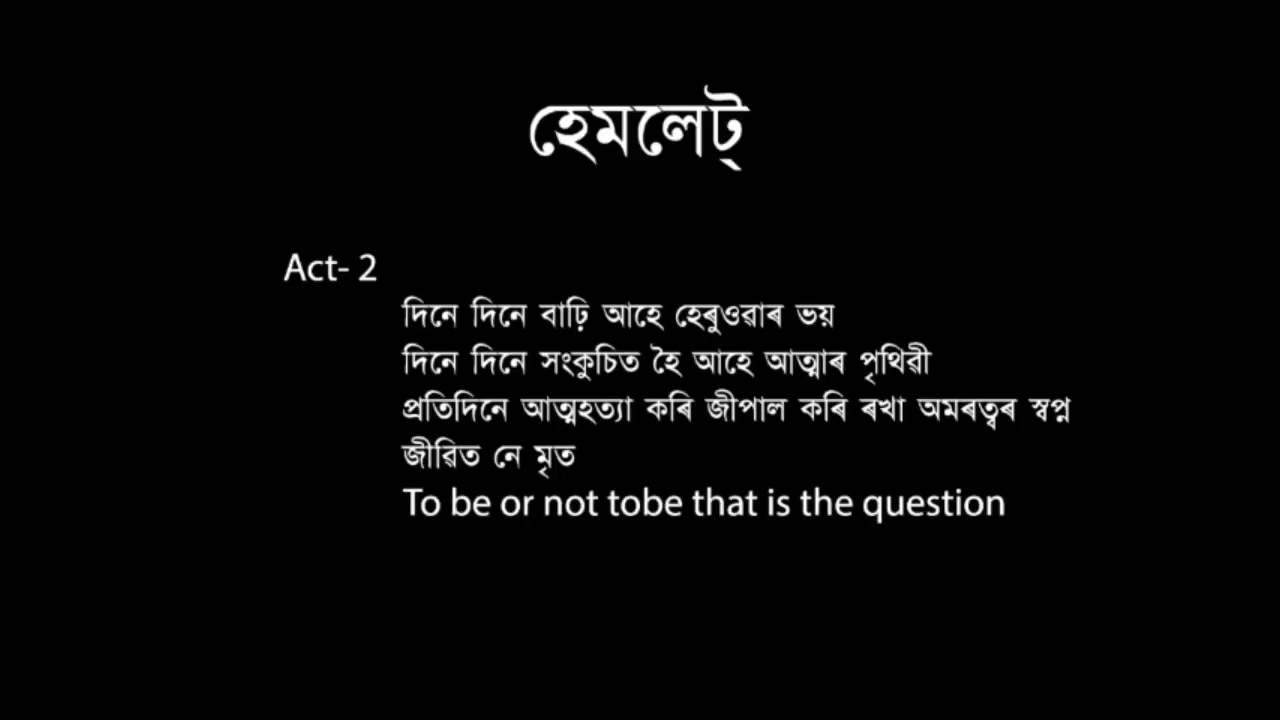 হেমলেট্
Act- 2
দিনে দিনে বাঢ়ি আহে হেৰুওৱাৰ ভয়
দিনে দিনে সংকুচিত হৈ আহে আত্মাৰ পৃথিৱী
প্ৰতিদিনে আত্মহত্যা কৰি জীপাল কৰি ৰখা অমৰত্বৰ স্বপ্ন
জীৱিত নে মৃত
To be or not tobe that is the question